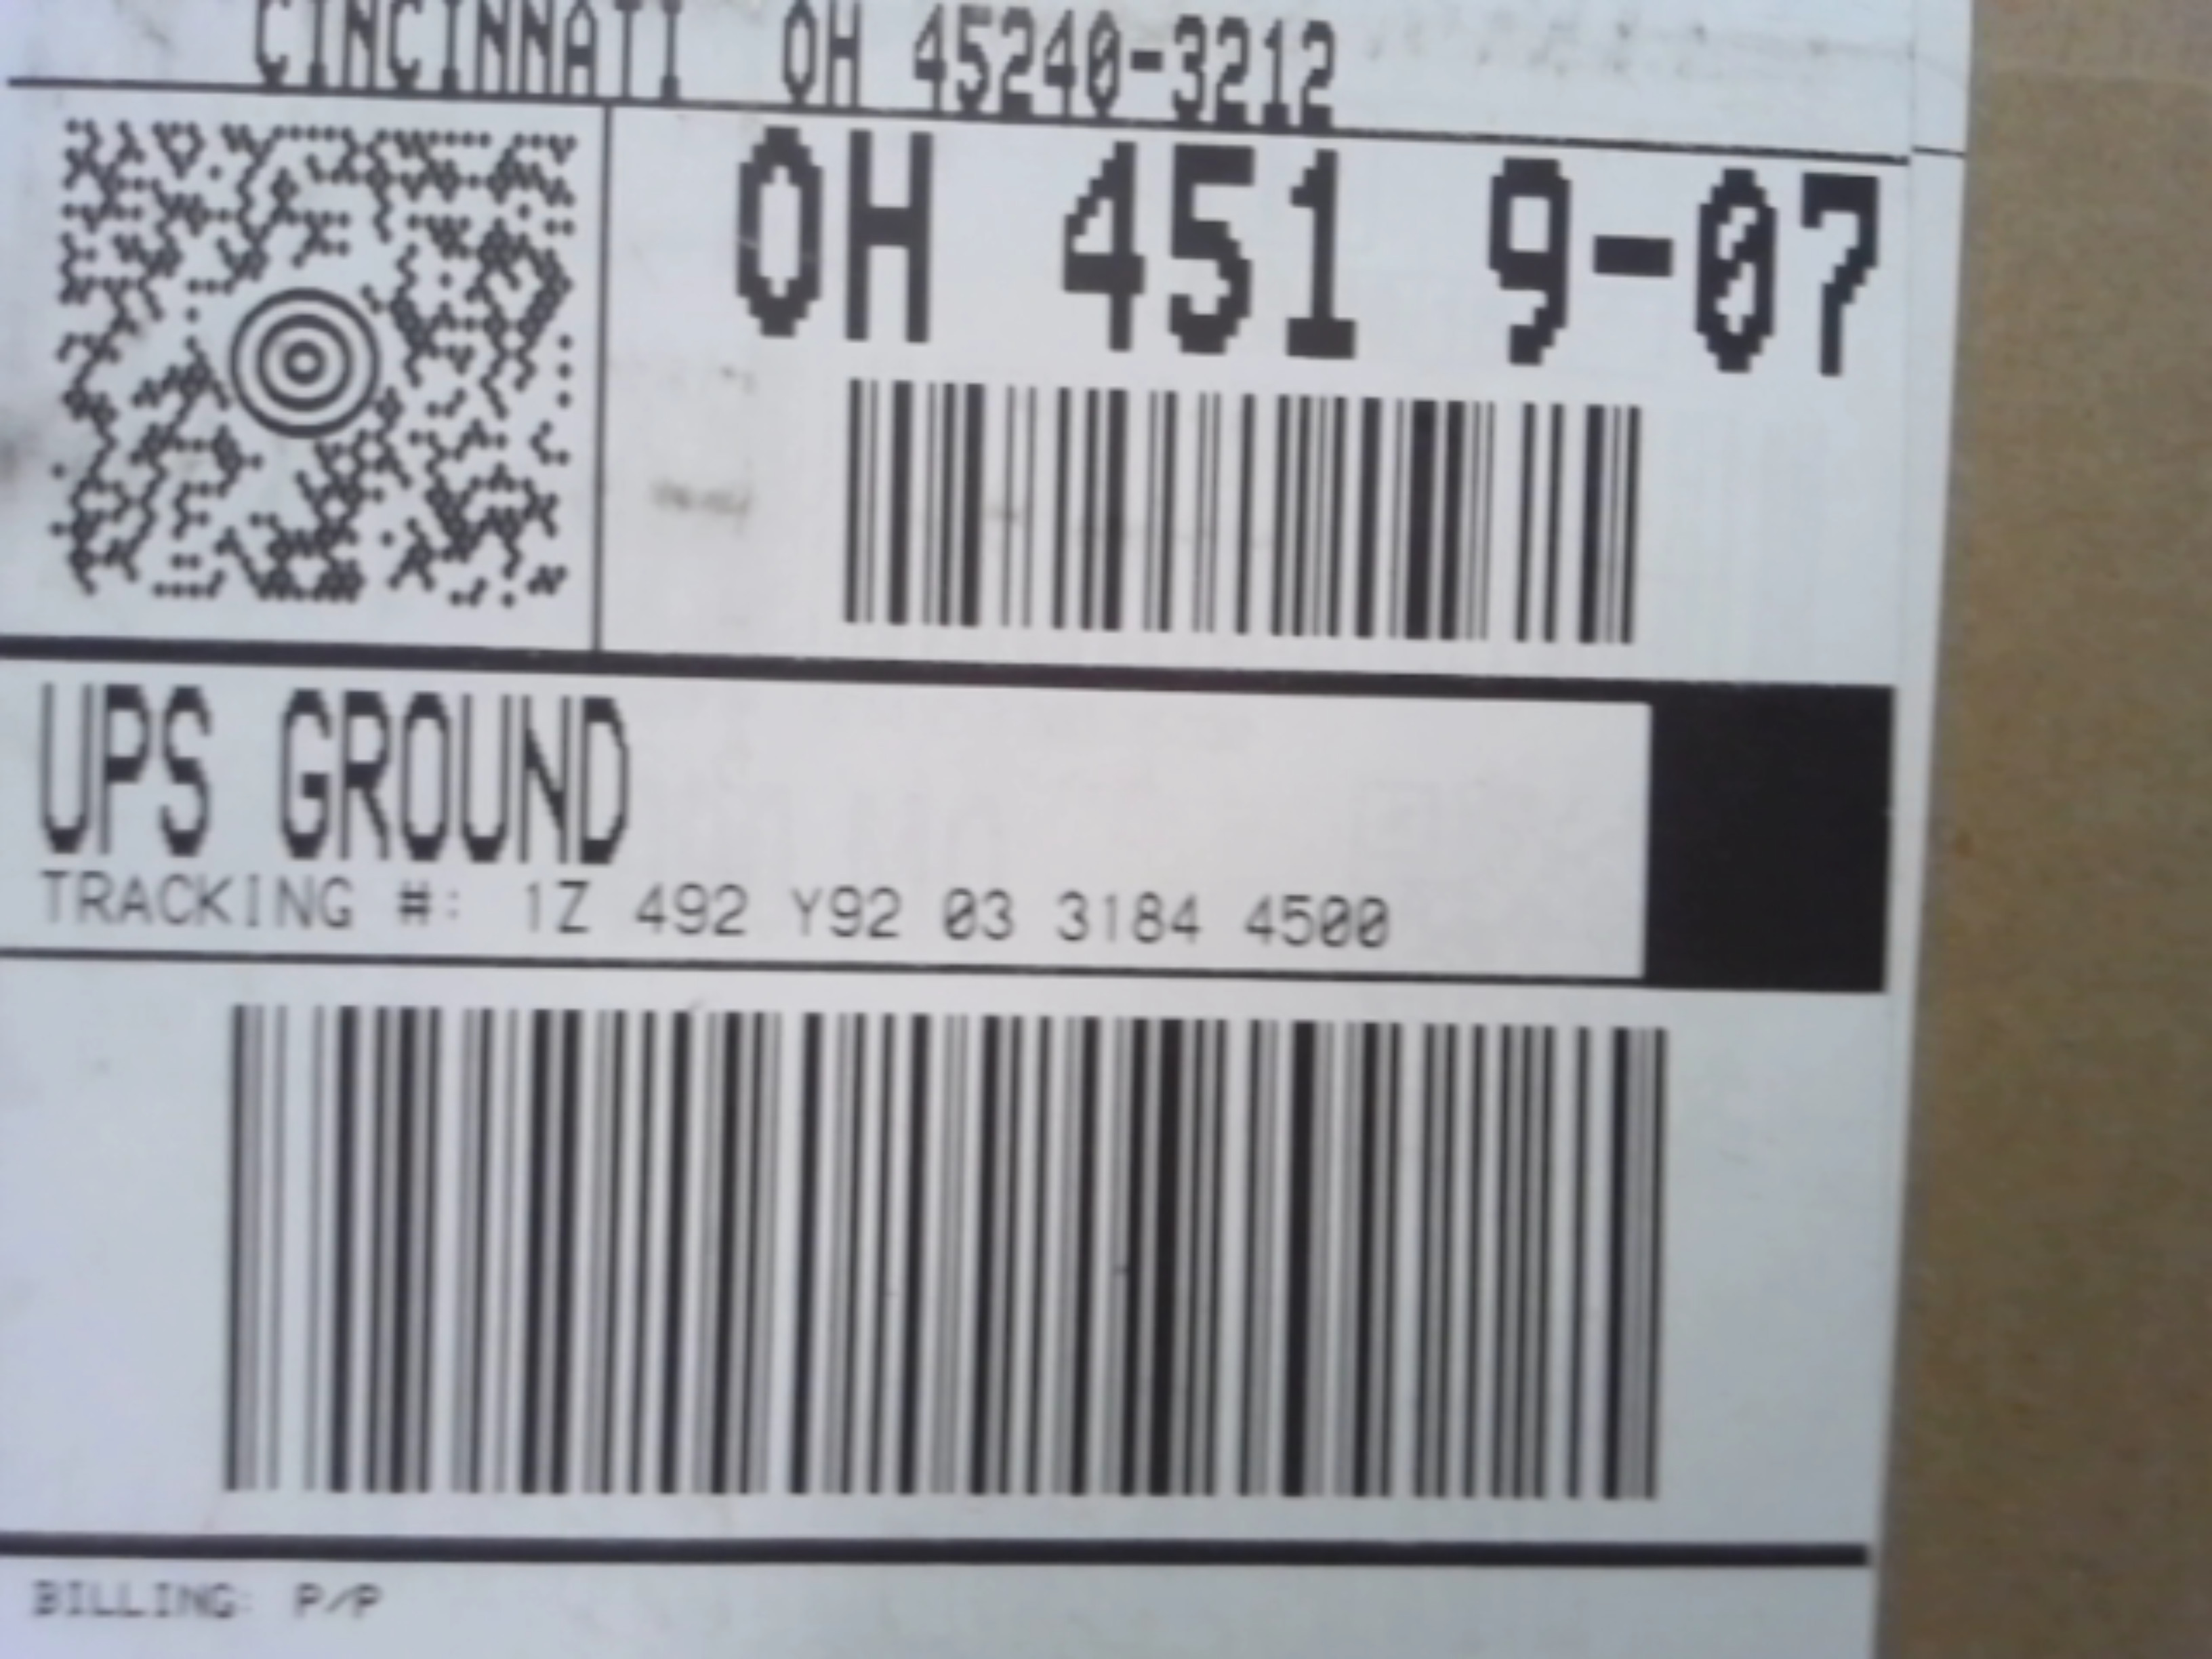 CINCINNATI OH 45240-3212
OH 451 9-07
UPS GROUND
TRACKING #: 1Z 492 Y92 03 3184 4500
BILLING: P/P